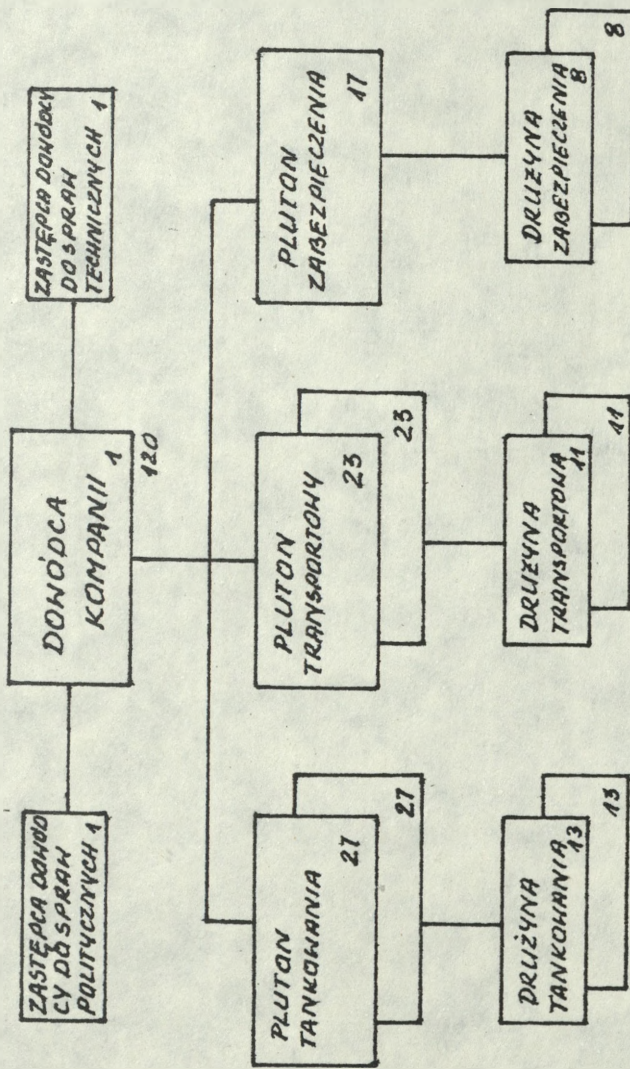 ZASTĘPCA DOWÓD
CY DO SPRAW
POLITYCZNYCH 1
DOWÓDCA
KOMPANII 1
120
ZASTĘPCA DOWÓDCY
DO SPRAW
TECHNICZNYCH 1
PLUTON
TANKOWANIA
27
27
PLUTON
TRANSPORTOWY
23
23
PLUTON
ZABEZPIECZENIA
17
DRUŻYNA
TANKOWANIA
13
13
DRUŻYNA
TRANSPORTOWA
11
11
DRUŻYNA
ZABEZPIECZENIA
8
8